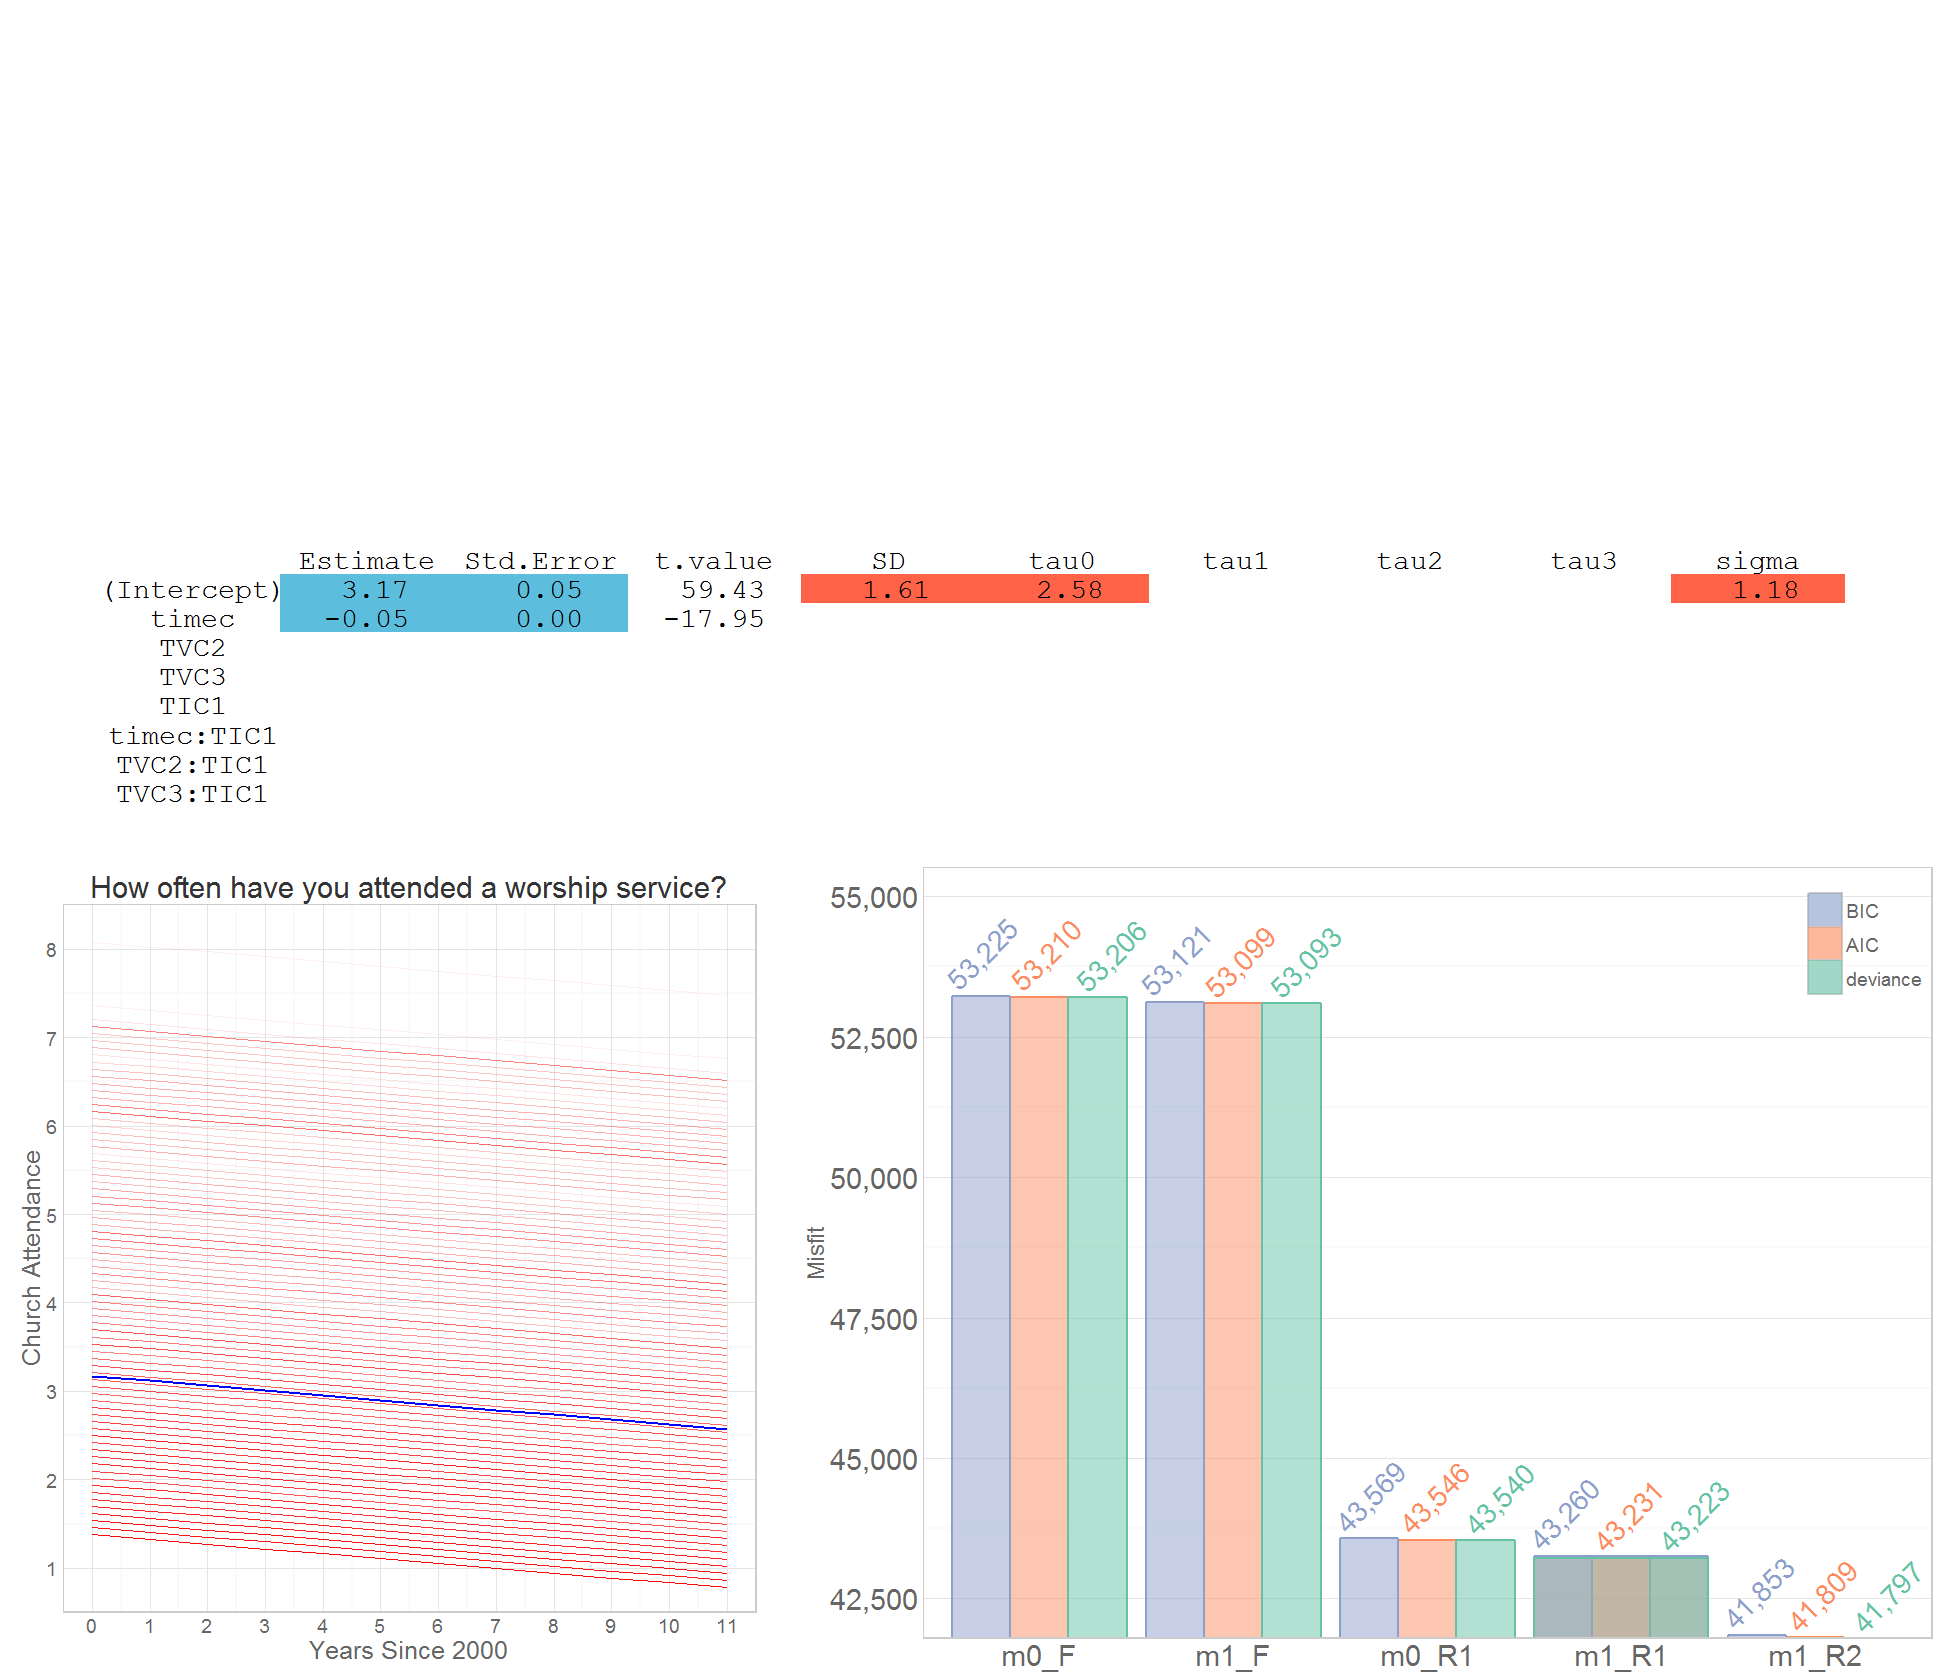 Estimate Std.Error t.value SD tau0 tau1 tau2 tau3 sigma
(Intercept) 3.17 0.05 59.43 1.61 2.58 1.18
timec -0.05 0.00 -17.95
TVC2
TVC3
TIC1
timec:TIC1
TVC2:TIC1
TVC3:TIC1
How often have you attended a worship service?
Church Attendance
8
7
6
5
4
3
2
1
0 1 2 3 4 5 6 7 8 9 10 11
Years Since 2000
Misfit
55,000
52,500
50,000
47,500
45,000
42,500
53,225 53,210 53,206 53,121 53,099 53,093 43,569 43,546 43,540 43,260 43,231 43,223 41,853 41,809 41,797
m0_F m1_F m0_R1 m1_R1 m1_R2
BIC
AIC
deviance